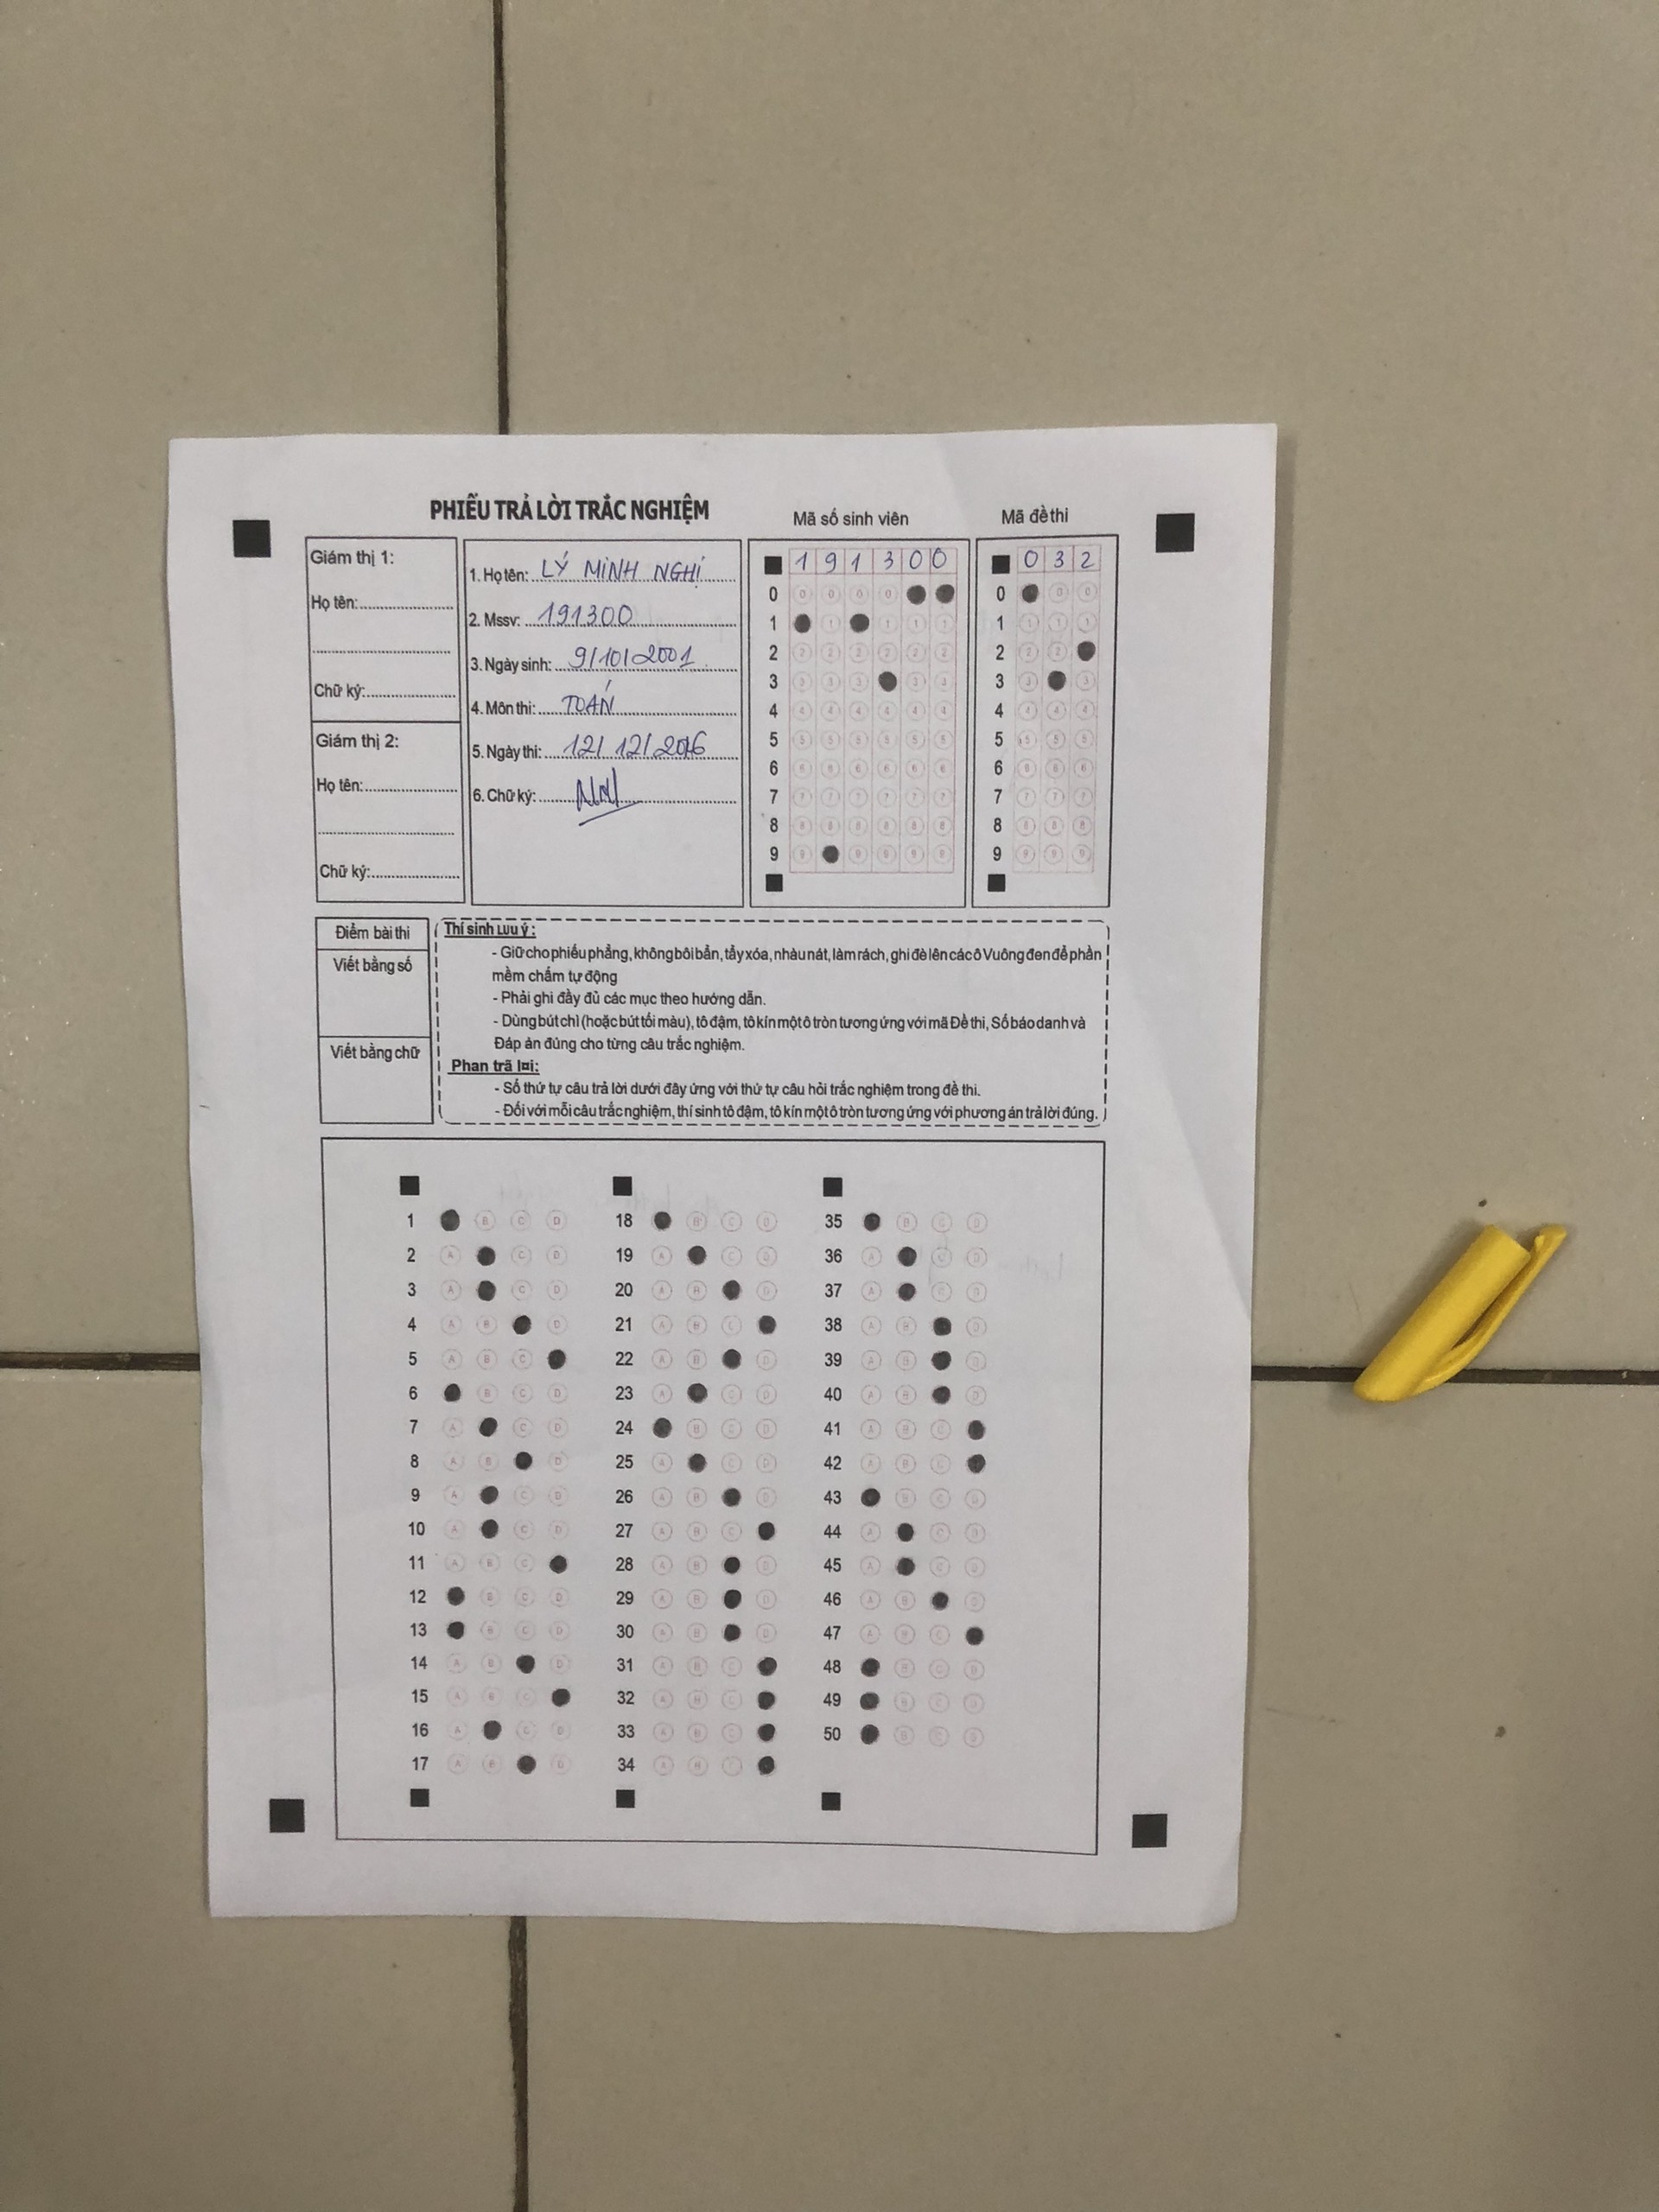 PHIẾU TRẢ LỜI TRẮC NGHIỆM
Mã số sinh viên
Mã đề thi
Giám thị 1:
Họ tên:
Chữ ký:
Giám thị 2:
Họ tên:
Chữ ký:
1. Họ tên: LÝ MINH NGHỊ
2. Mssv: 191300
3. Ngày sinh: 9/10/2001
4. Môn thi: TOÁN
5. Ngày thi: 12/12/2016
6. Chữ ký:
1 9 1 3 0 0
0 3 2
0
1
2
3
4
5
6
7
8
9
0
1
2
3
4
5
6
7
8
9
Điểm bài thi
Viết bằng số
Viết bằng chữ
Thí sinh Lưu ý:
- Giữ cho phiếu phẳng, không bôi bẩn, tẩy xóa, nhàu nát, làm rách, ghi đè lên các ô Vuông đen để phần
mềm chấm tự động
- Phải ghi đầy đủ các mục theo hướng dẫn.
- Dùng bút chì (hoặc bút tối màu), tô đậm, tô kín một ô tròn tương ứng với mã Đề thi, Số báo danh và
Đáp àn đúng cho từng câu trắc nghiệm.
Phan trã lại:
- Số thứ tự câu trả lời dưới đây ứng với thứ tự câu hỏi trắc nghiệm trong đề thi.
- Đối với mỗi câu trắc nghiệm, thí sinh tô đậm, tô kín một ô tròn tương ứng với phương án trả lời đúng.
1 B C D
2 A C D
3 A C D
4 A B D
5 A B C
6 B C D
7 A C D
8 A B D
9 A C D
10 A C D
11 A B C
12 B C D
13 B C D
14 A B D
15 A B C
16 A C D
17 A B D
18 B C D
19 A C D
20 A B D
21 A B C
22 A B D
23 A C D
24 B C D
25 A C D
26 A B D
27 A B C
28 A B D
29 A B D
30 A B D
31 A B C
32 A B C
33 A B C
34 A B C
35 B C D
36 A C D
37 A C D
38 A B D
39 A B D
40 A B D
41 A B C
42 A B C
43 B C D
44 A C D
45 A C D
46 A B D
47 A B C
48 B C D
49 B C D
50 B C D